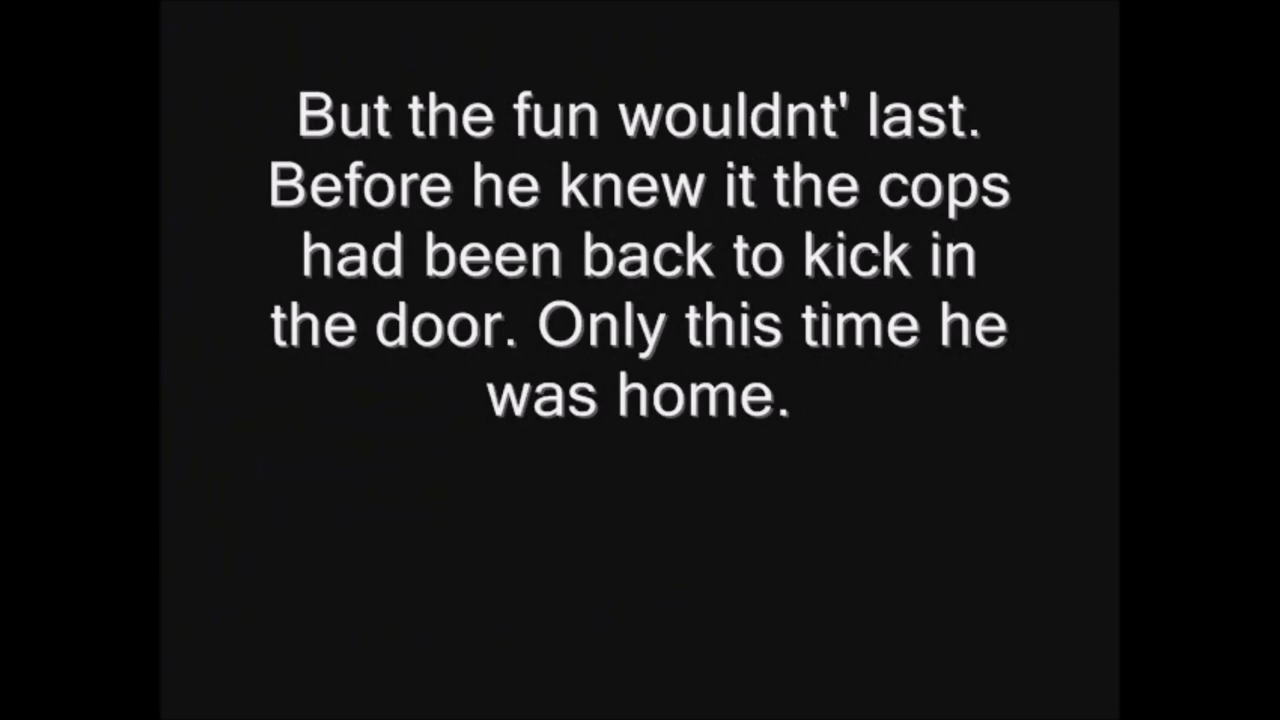 But the fun wouldnt' last.
Before he knew it the cops
had been back to kick in
the door. Only this time he
was home.